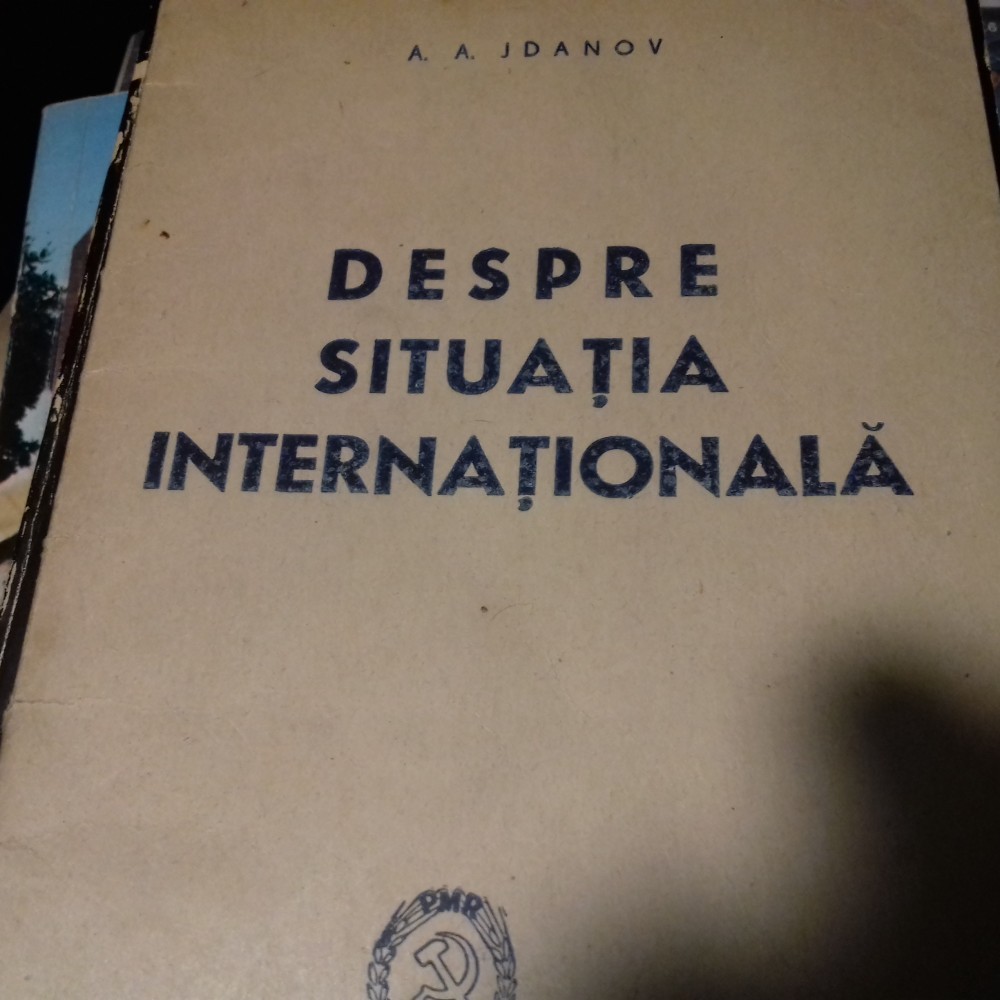 A. A. JDANOV
DESPRE
SITUAȚIA
INTERNAȚIONALĂ
PMR